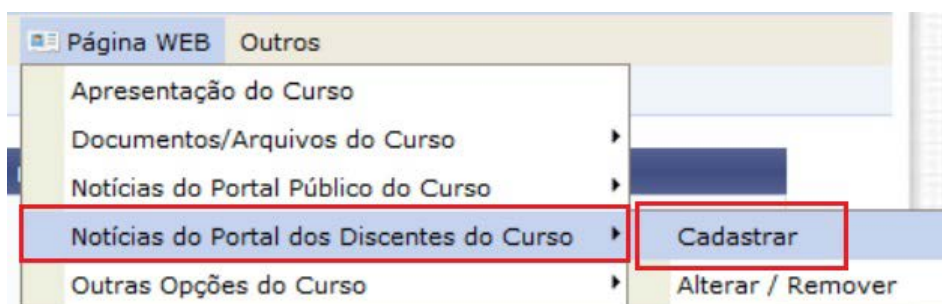 Página WEB Outros
Apresentação do Curso
Documentos/Arquivos do Curso
Notícias do Portal Público do Curso
Notícias do Portal dos Discentes do Curso Cadastrar
Outras Opções do Curso Alterar / Remover